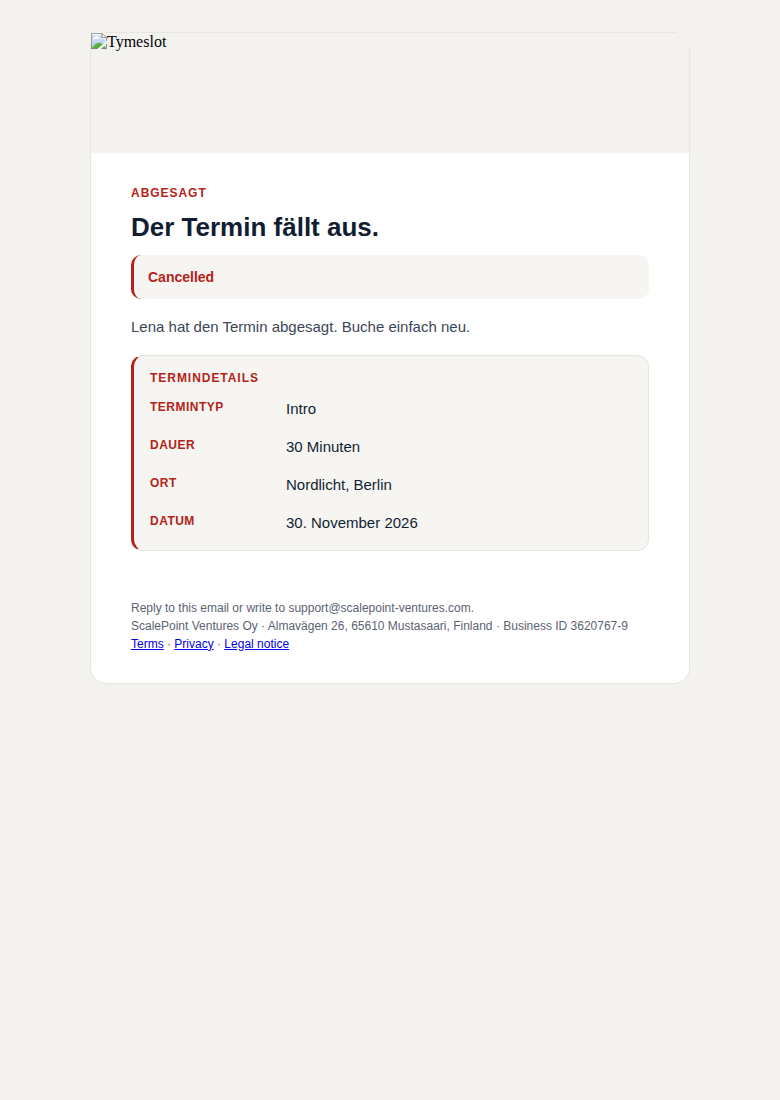 Tymeslot
ABGESAGT
Der Termin fällt aus.
Cancelled
Lena hat den Termin abgesagt. Buche einfach neu.
TERMINDETAILS
TERMINTYP Intro
DAUER 30 Minuten
ORT Nordlicht, Berlin
DATUM 30. November 2026
Reply to this email or write to support@scalepoint-ventures.com.
ScalePoint Ventures Oy · Almavägen 26, 65610 Mustasaari, Finland · Business ID 3620767-9
Terms · Privacy · Legal notice